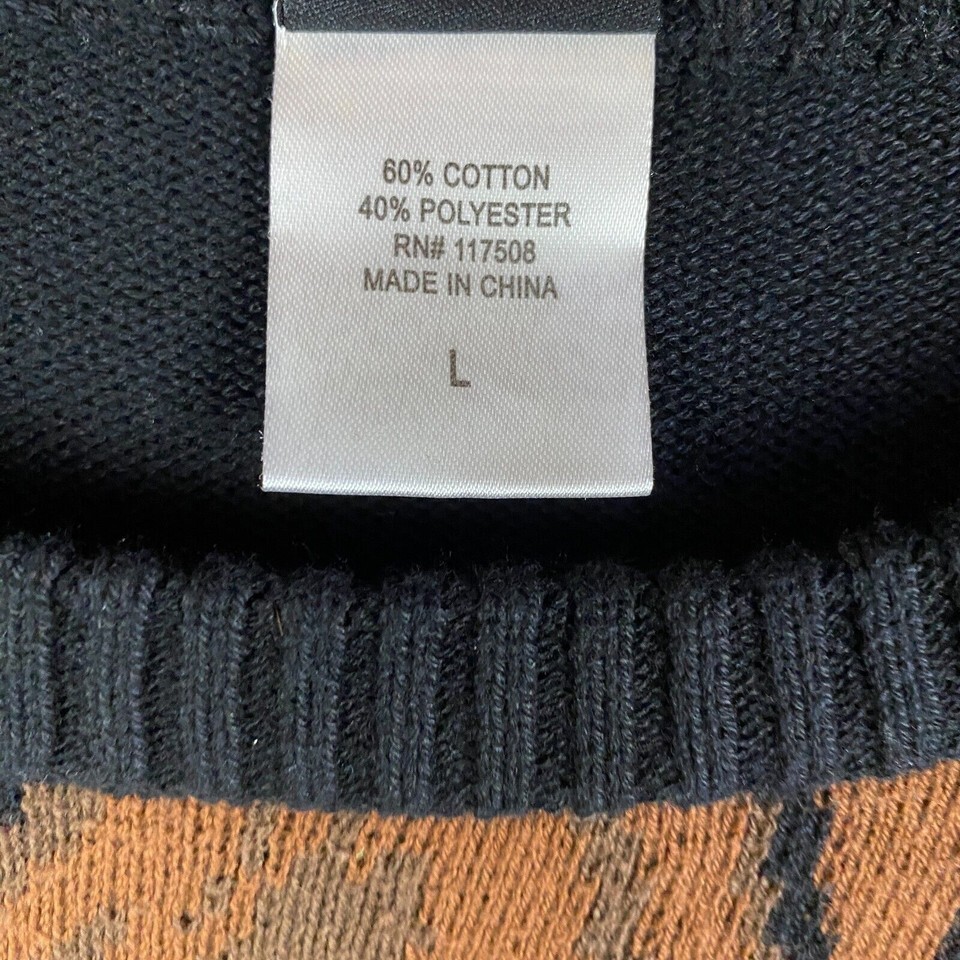 60% COTTON
40% POLYESTER
RN# 117508
MADE IN CHINA
L